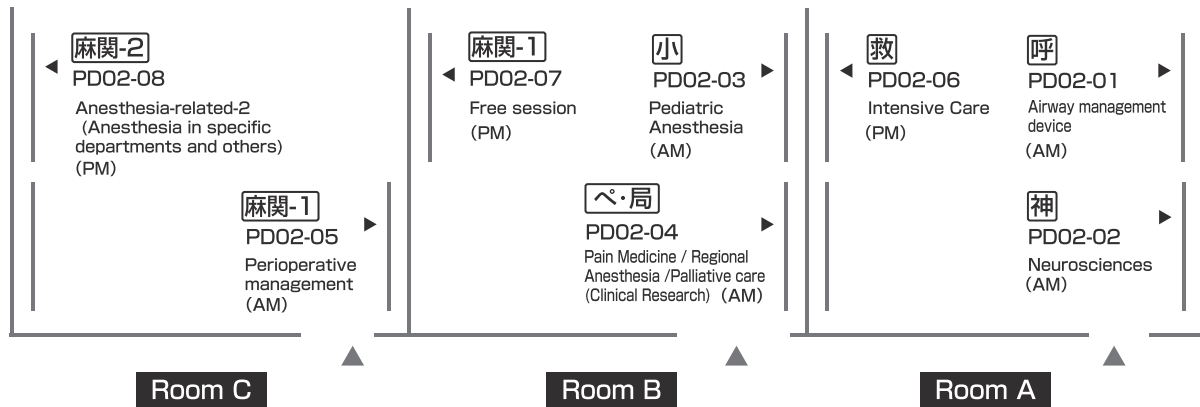 麻関-2
PD02-08
Anesthesia-related-2
(Anesthesia in specific
departments and others)
(PM)
麻関-1
PD02-05
Perioperative
management
(AM)
Room C
麻関-1
PD02-07
Free session
(PM)
小
PD02-03
Pediatric
Anesthesia
(AM)
ペ・局
PD02-04
Pain Medicine / Regional
Anesthesia /Palliative care
(Clinical Research) (AM)
Room B
救
PD02-06
Intensive Care
(PM)
呼
PD02-01
Airway management
device
(AM)
神
PD02-02
Neurosciences
(AM)
Room A